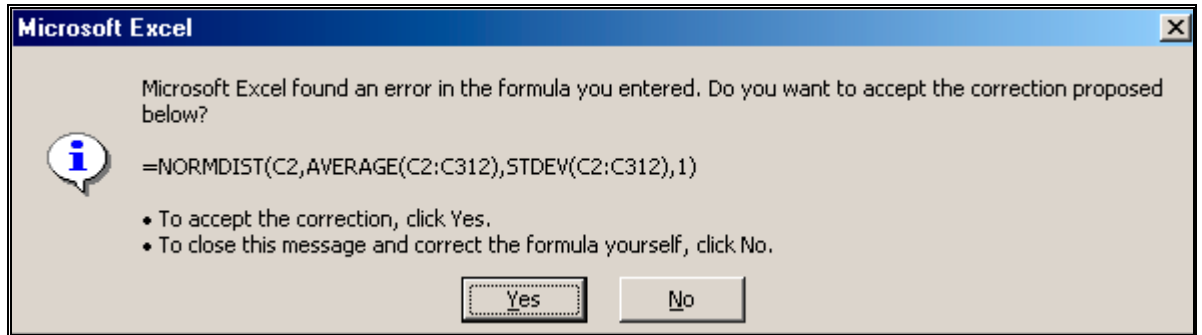 Microsoft Excel
Microsoft Excel found an error in the formula you entered. Do you want to accept the correction proposed
below?
=NORMDIST(C2,AVERAGE(C2:C312),STDEV(C2:C312),1)
• To accept the correction, click Yes.
• To close this message and correct the formula yourself, click No.
Yes No